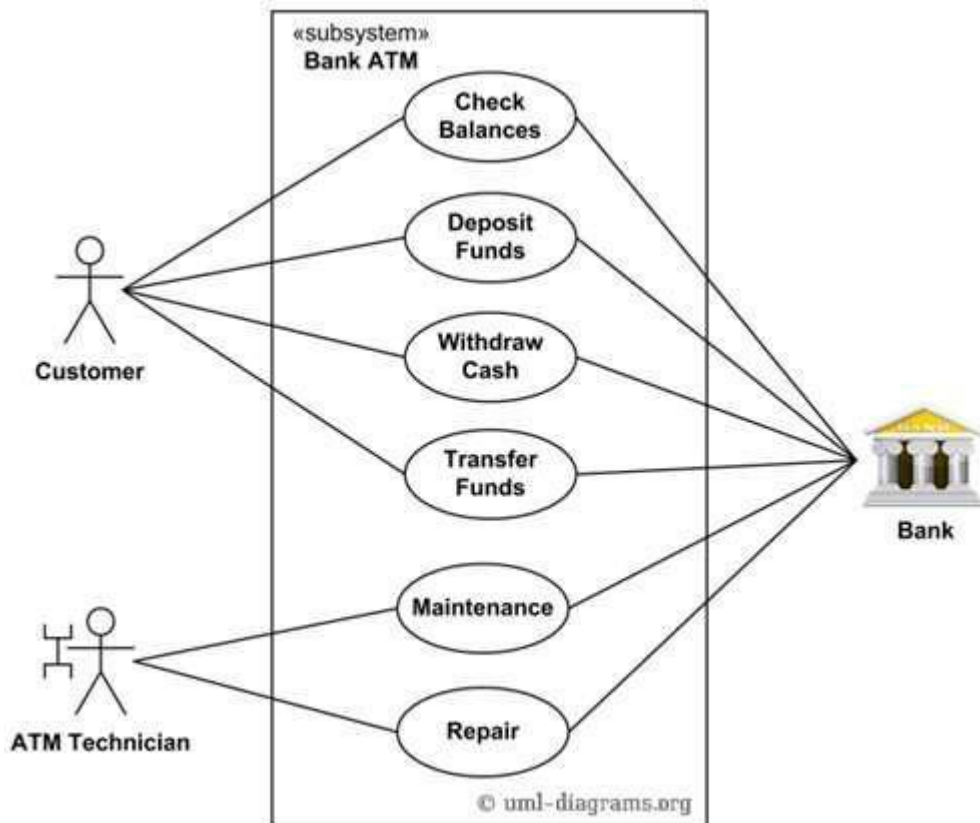 «subsystem»
Bank ATM
Check
Balances
Deposit
Funds
Withdraw
Cash
Customer
Transfer
Funds
BANK
Bank
Maintenance
ATM Technician
Repair
© uml-diagrams.org